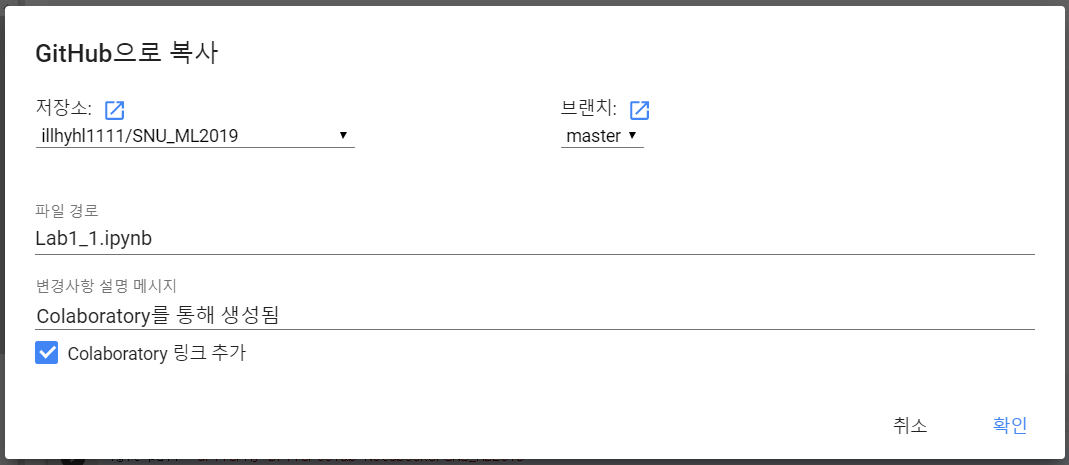 GitHub으로 복사
저장소:
브랜치:
illhyhl1111/SNU_ML2019
master
파일 경로
Lab1_1.ipynb
변경사항 설명 메시지
Colaboratory를 통해 생성됨
Colaboratory 링크 추가
취소
확인